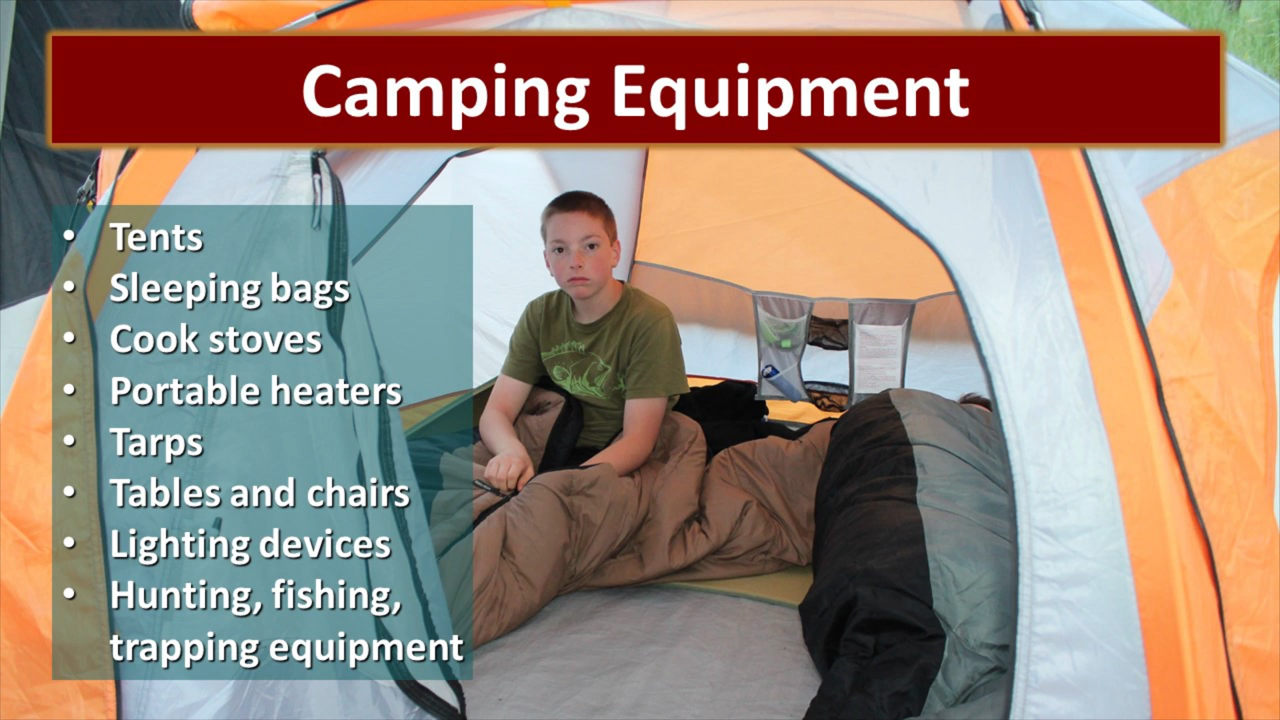 Camping Equipment
• Tents
• Sleeping bags
• Cook stoves
• Portable heaters
• Tarps
• Tables and chairs
• Lighting devices
• Hunting, fishing,
trapping equipment